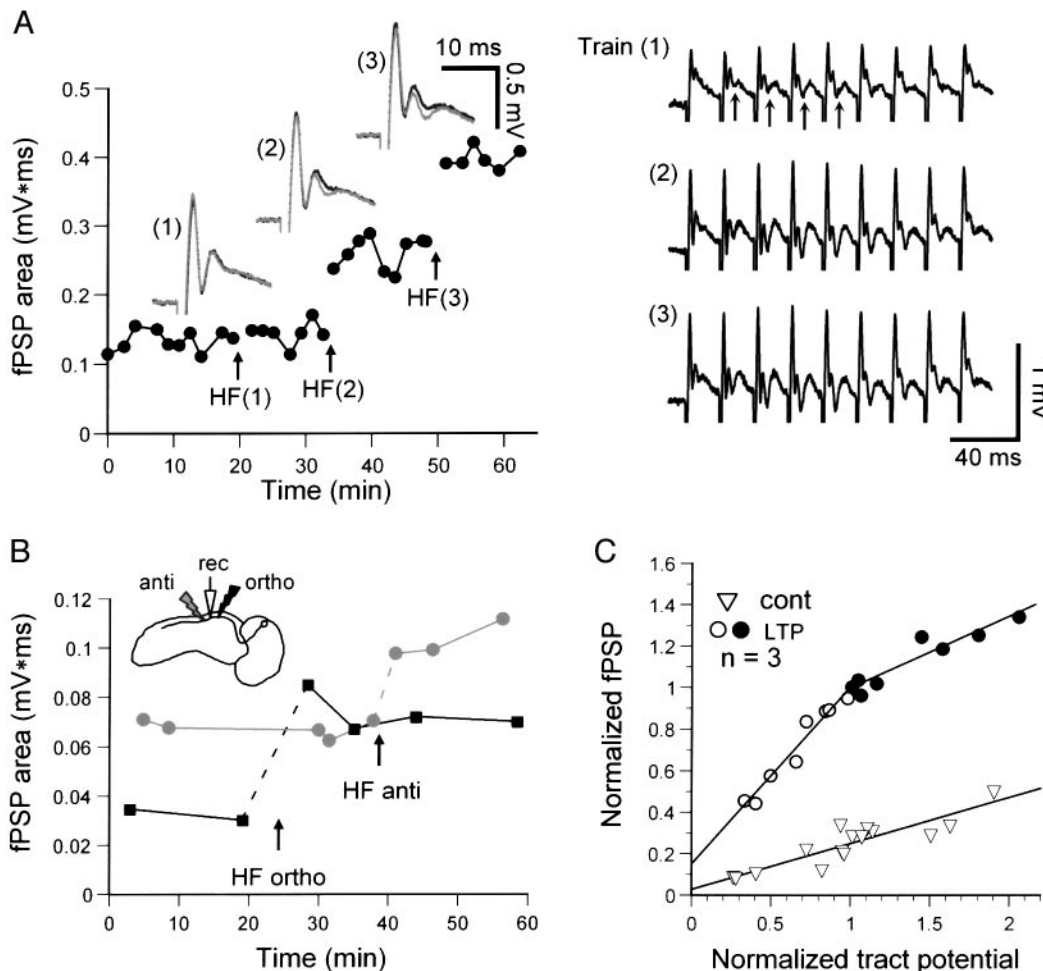 A
fPSP area (mV*ms)
0.5
0.4
0.3
0.2
0.1
0
0 10 20 30 40 50 60
Time (min)
(1)
(2)
(3)
10 ms
0.5 mV
HF(1)
HF(2)
HF(3)
Train (1)
(2)
(3)
1 mV
40 ms
B
fPSP area (mV*ms)
0.12
0.10
0.08
0.06
0.04
0.02
0
0 10 20 30 40 50 60
Time (min)
anti
rec
ortho
HF anti
HF ortho
C
Normalized fPSP
1.6
1.4
1.2
1.0
0.8
0.6
0.4
0.2
0
0 0.5 1 1.5 2
Normalized tract potential
cont
LTP
n = 3